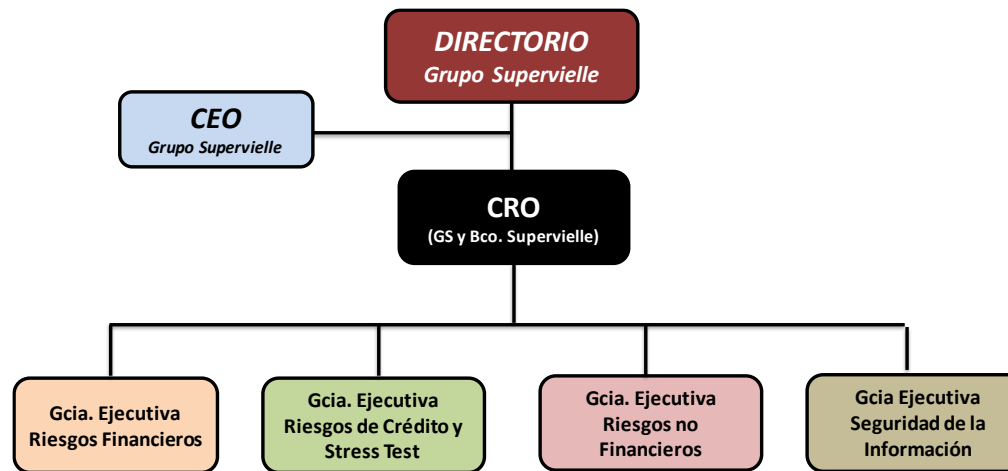 DIRECTORIO
Grupo Supervielle
CEO
Grupo Supervielle
CRO
(GS y Bco. Supervielle)
Gcia. Ejecutiva
Riesgos Financieros
Gcia. Ejecutiva
Riesgos de Crédito y
Stress Test
Gcia. Ejecutiva
Riesgos no
Financieros
Gcia Ejecutiva
Seguridad de la
Información